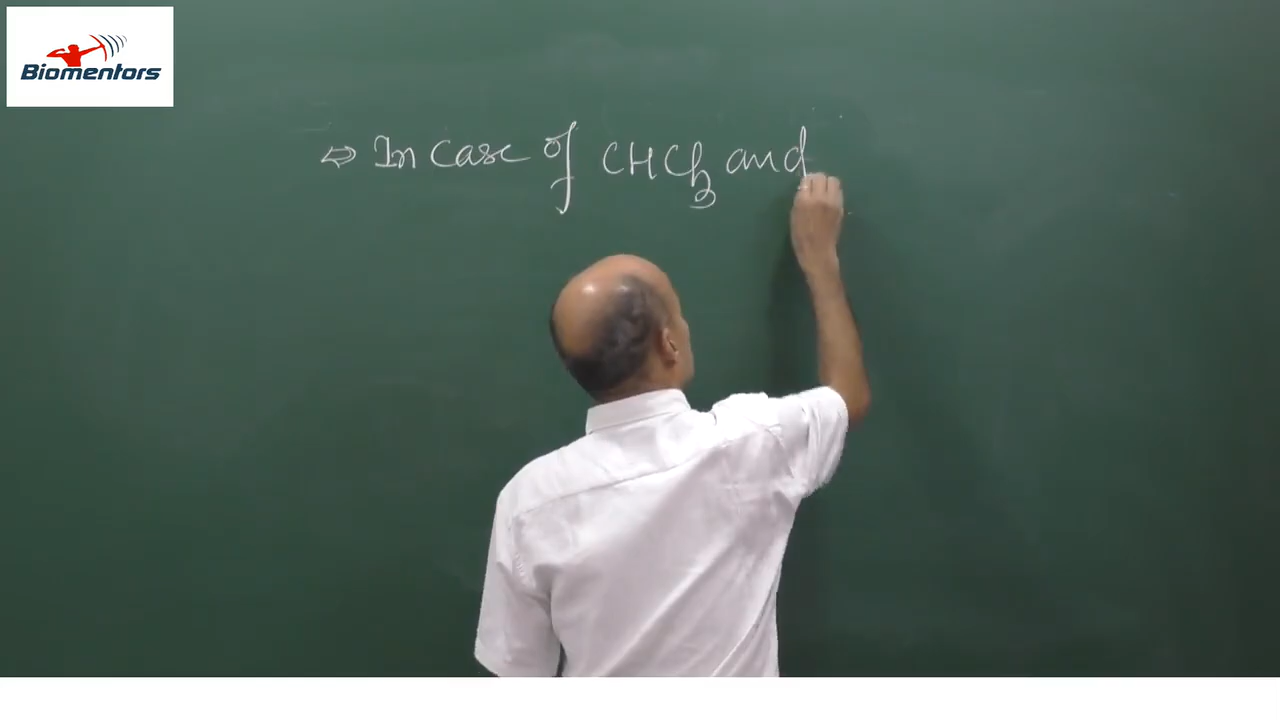 Biomentors
⇨ In case of CHCl3 and